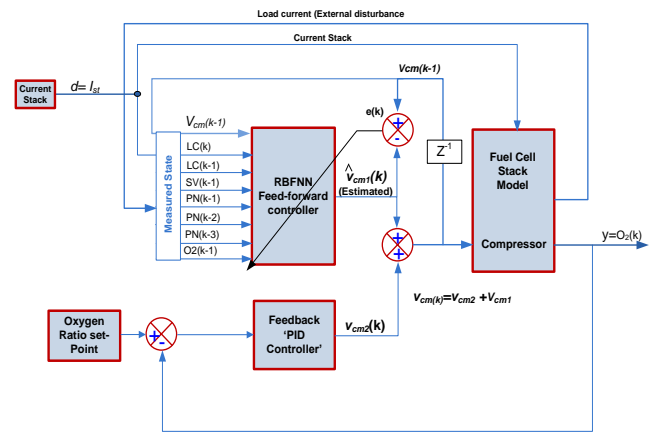 Load current (External disturbance
Current Stack
Current
Stack
d= Ist
Vcm(k-1)
e(k)
Vcm(k-1)
LC(k)
LC(k-1)
SV(k-1)
PN(k-1)
PN(k-2)
PN(k-3)
O2(k-1)
Measured State
RBFNN
Feed-forward
controller
^
vcm1(k)
(Estimated)
Z-1
Fuel Cell
Stack
Model
Compressor
y=O2(k)
vcm(k)=vcm2 +Vcm1
Oxygen
Ratio set-
Point
Feedback
'PID
Controller'
vcm2(k)